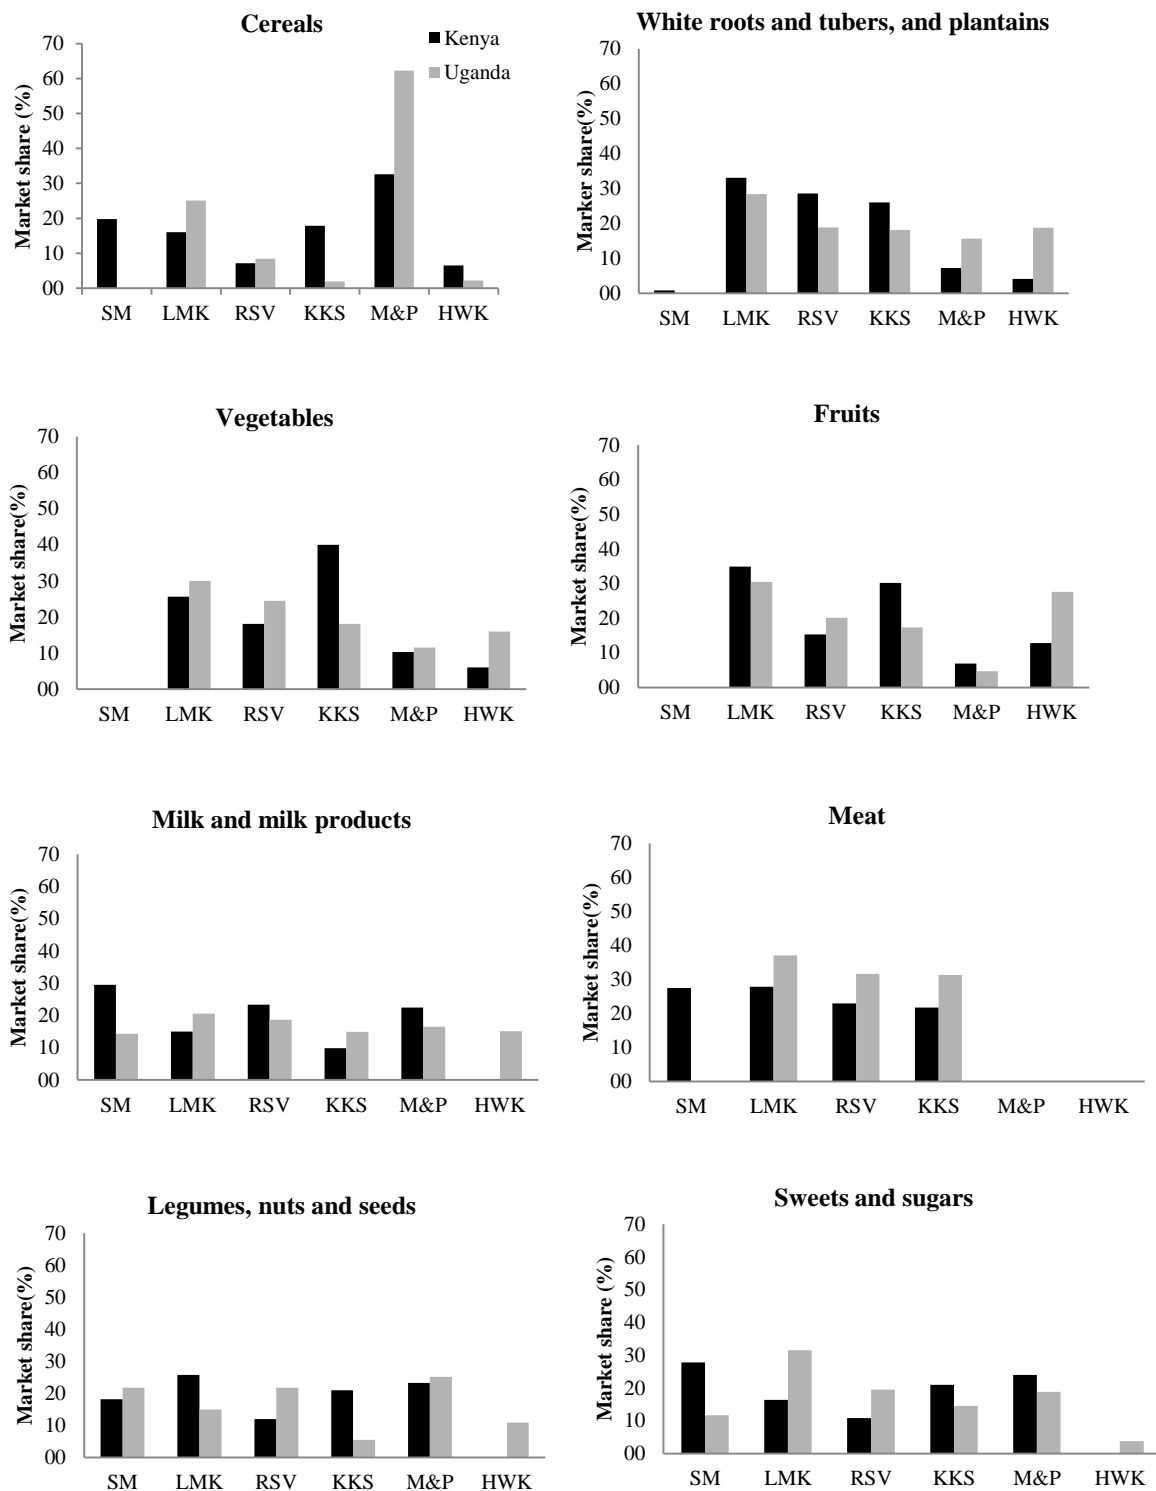 Cereals
Kenya
Uganda
Market share (%)
70
60
50
40
30
20
10
00
SM LMK RSV KKS M&P HWK
White roots and tubers, and plantains
Marker share(%)
70
60
50
40
30
20
10
00
SM LMK RSV KKS M&P HWK
Vegetables
Market share(%)
70
60
50
40
30
20
10
00
SM LMK RSV KKS M&P HWK
Fruits
Market share(%)
70
60
50
40
30
20
10
00
SM LMK RSV KKS M&P HWK
Milk and milk products
Market share(%)
70
60
50
40
30
20
10
00
SM LMK RSV KKS M&P HWK
Meat
Market share(%)
70
60
50
40
30
20
10
00
SM LMK RSV KKS M&P HWK
Legumes, nuts and seeds
Market share(%)
70
60
50
40
30
20
10
00
SM LMK RSV KKS M&P HWK
Sweets and sugars
Market share (%)
70
60
50
40
30
20
10
00
SM LMK RSV KKS M&P HWK